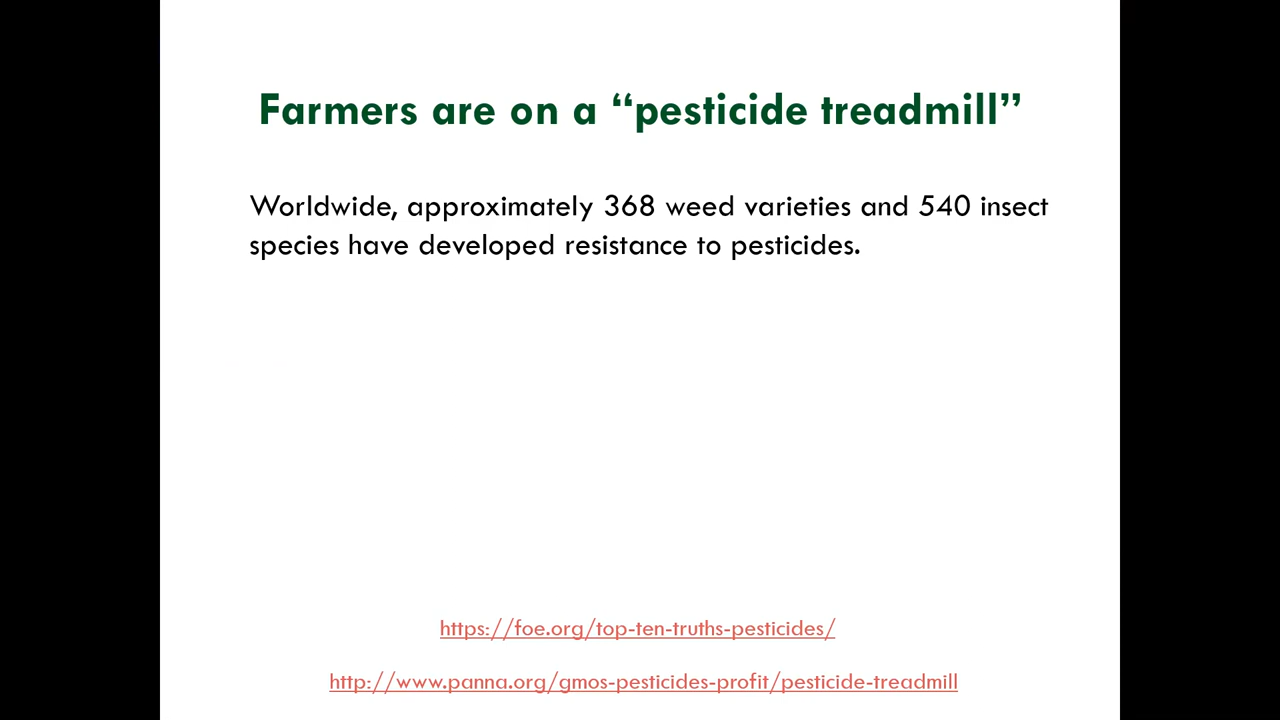 Farmers are on a “pesticide treadmill”
Worldwide, approximately 368 weed varieties and 540 insect
species have developed resistance to pesticides.
https://foe.org/top-ten-truths-pesticides/
http://www.panna.org/gmos-pesticides-profit/pesticide-treadmill